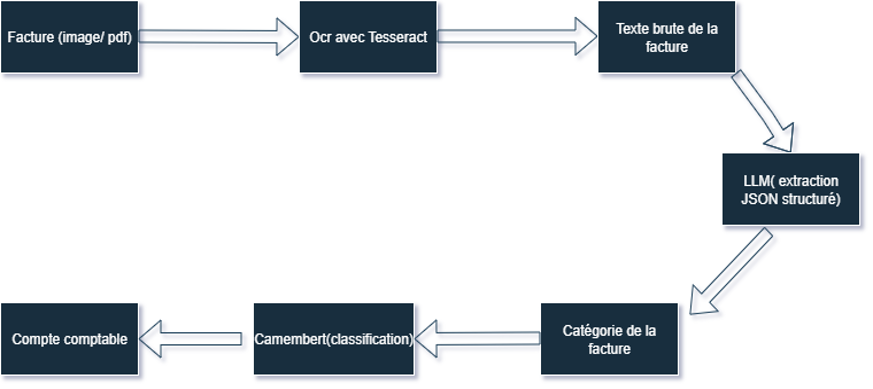 Facture (image/ pdf)
Ocr avec Tesseract
Texte brute de la
facture
LLM( extraction
JSON structuré)
Catégorie de la
facture
Camembert(classification)
Compte comptable